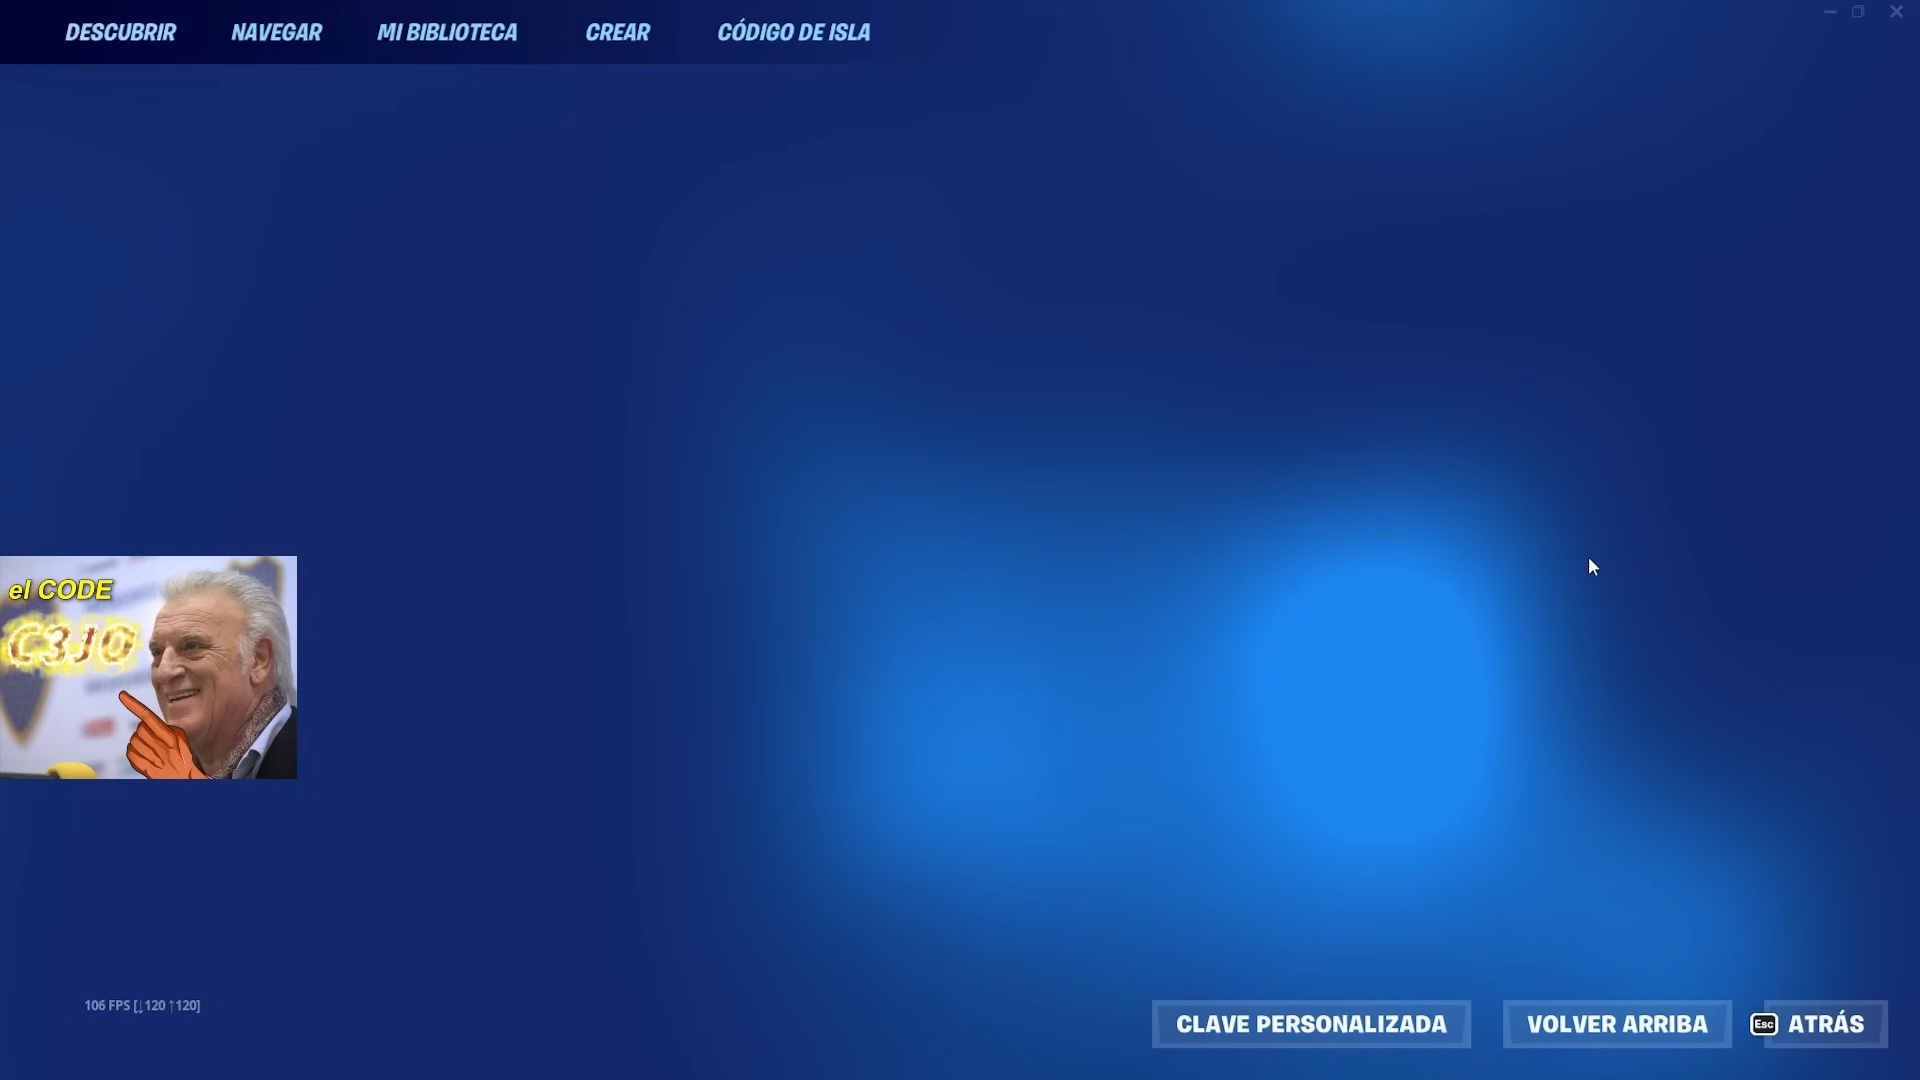 DESCUBRIR NAVEGAR MI BIBLIOTECA CREAR CÓDIGO DE ISLA
el CODE
C3JO
106 FPS [↓120 ↑120]
CLAVE PERSONALIZADA VOLVER ARRIBA Esc ATRÁS